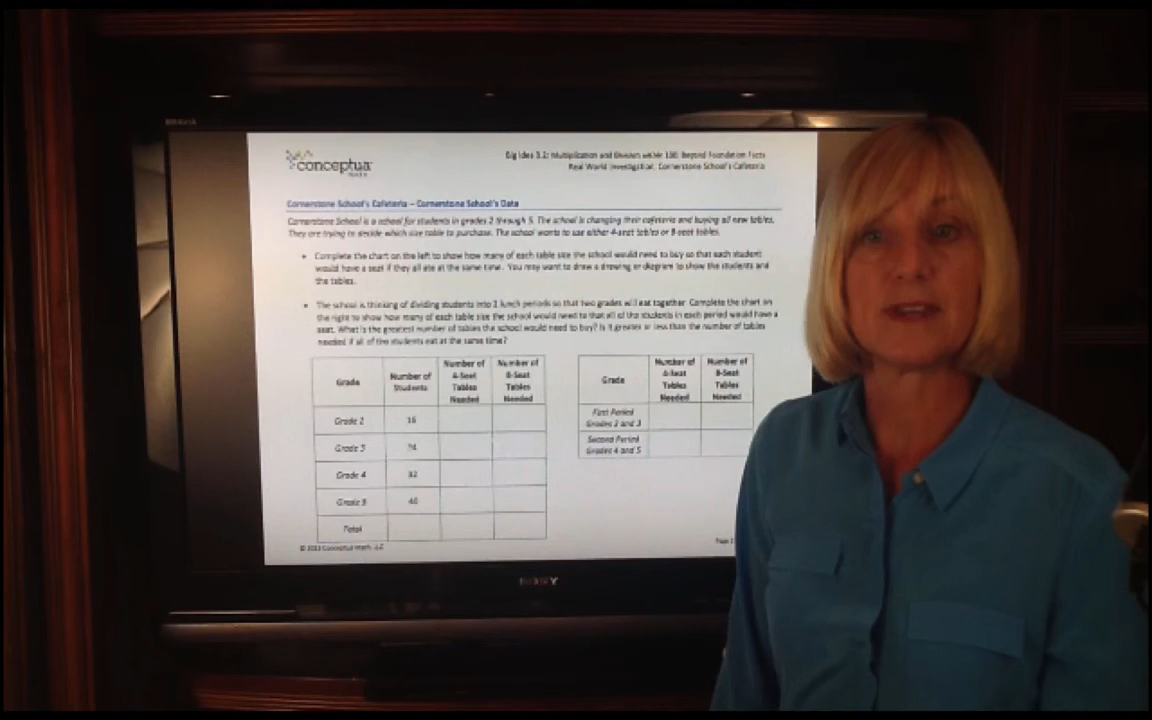 conceptua
MATH
Big Idea 3.2: Multiplication and Division within 100: Beyond Foundation Facts
Real World Investigation: Cornerstone School's Cafeteria
Cornerstone School's Cafeteria – Cornerstone School's Data
Cornerstone School is a school for students in grades 2 through 5. The school is changing their cafeteria and buying all new tables.
They are trying to decide which size table to purchase. The school wants to use either 4-seat tables or 8-seat tables.
• Complete the chart on the left to show how many of each table size the school would need to buy so that each student
would have a seat if they all ate at the same time. You may want to draw a drawing or diagram to show the students and
the tables.
• The school is thinking of dividing students into 2 lunch periods so that two grades will eat together. Complete the chart on
the right to show how many of each table size the school would need so that all of the students in each period would have a
seat. What is the greatest number of tables the school would need to buy? Is it greater or less than the number of tables
needed if all of the students eat at the same time?
Grade Number of Students Number of 4-Seat Tables Needed Number of 8-Seat Tables Needed
Grade 2 16
Grade 3 24
Grade 4 32
Grade 5 40
Total
Grade Number of 4-Seat Tables Needed Number of 8-Seat Tables Needed
First Period
Grades 2 and 3
Second Period
Grades 4 and 5
© 2013 Conceptua Math, LLC
Page
SONY